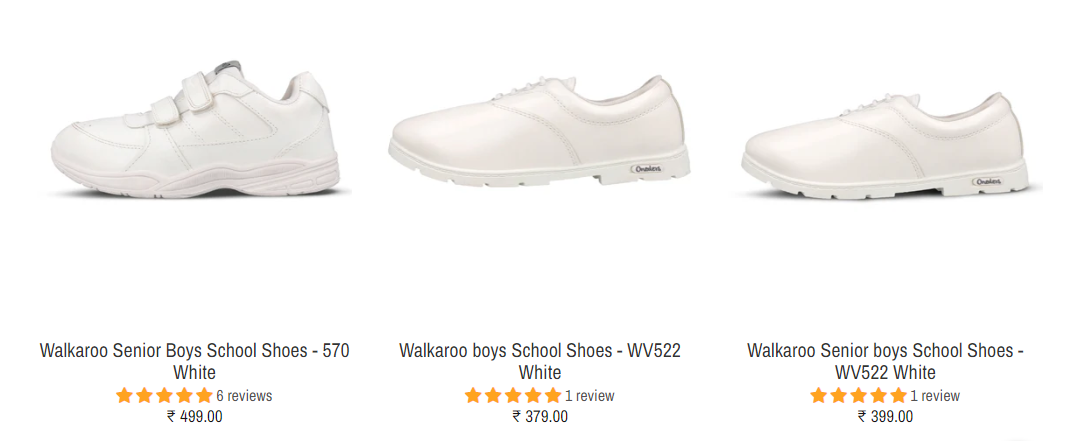 Walkaroo Senior Boys School Shoes - 570
White
6 reviews
₹ 499.00
Walkaroo boys School Shoes - WV522
White
1 review
₹ 379.00
Walkaroo Senior boys School Shoes -
WV522 White
1 review
₹ 399.00